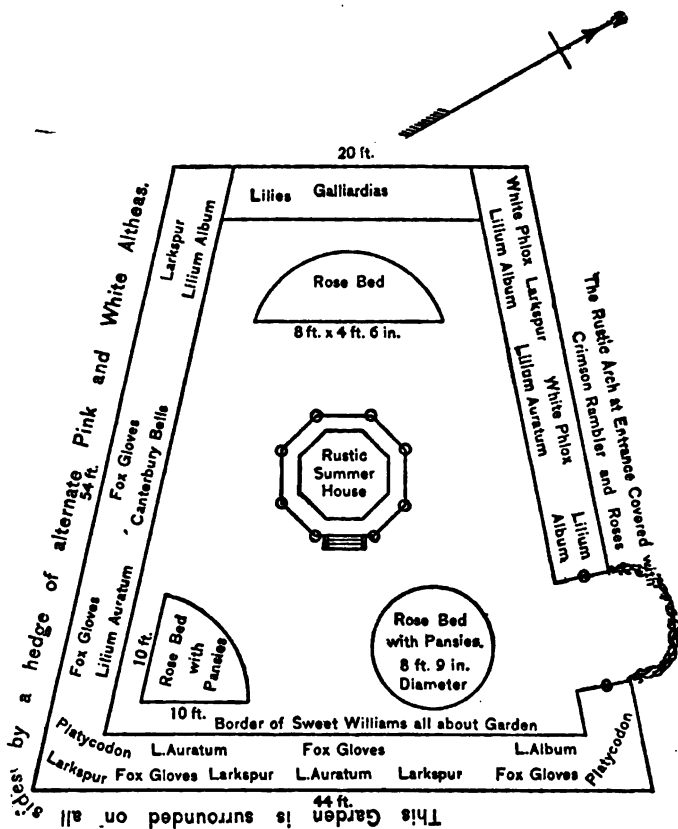 20 ft.
Lilies Galliardias
Larkspur
Lilium Album
Fox Gloves
Canterbury Bells
Fox Gloves
Lilium Auratum
White Phlox Larkspur
Lilium Album
White Phlox
Lilium Auratum
Lilium
Album
Rose Bed
8 ft. x 4 ft. 6 in.
Rustic
Summer
House
10 ft.
Rose Bed
with
Pansies
10 ft.
Rose Bed
with Pansies.
8 ft. 9 in.
Diameter
Border of Sweet Williams all about Garden
Platycodon L.Auratum Fox Gloves L.Album
Larkspur Fox Gloves Larkspur L.Auratum Larkspur Fox Gloves
Platycodon
44 ft.
54 ft.
The Rustic Arch at Entrance Covered with
Crimson Rambler and Roses
This Garden is surrounded on all
sides by a hedge of alternate Pink and White Altheas.